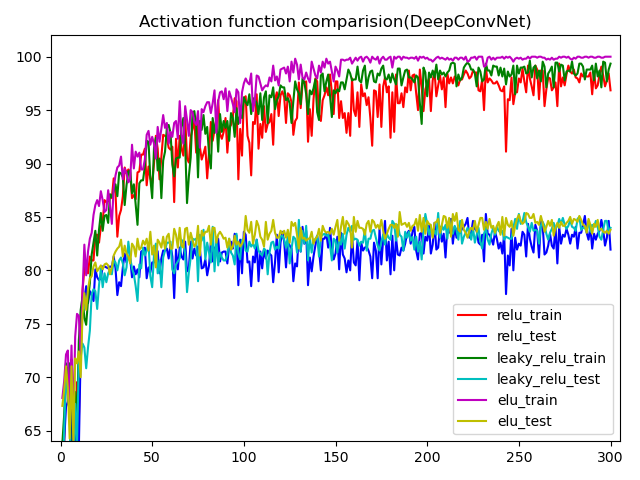 Activation function comparision(DeepConvNet)
100
95
90
85
80
75
70
65
0 50 100 150 200 250 300
relu_train
relu_test
leaky_relu_train
leaky_relu_test
elu_train
elu_test